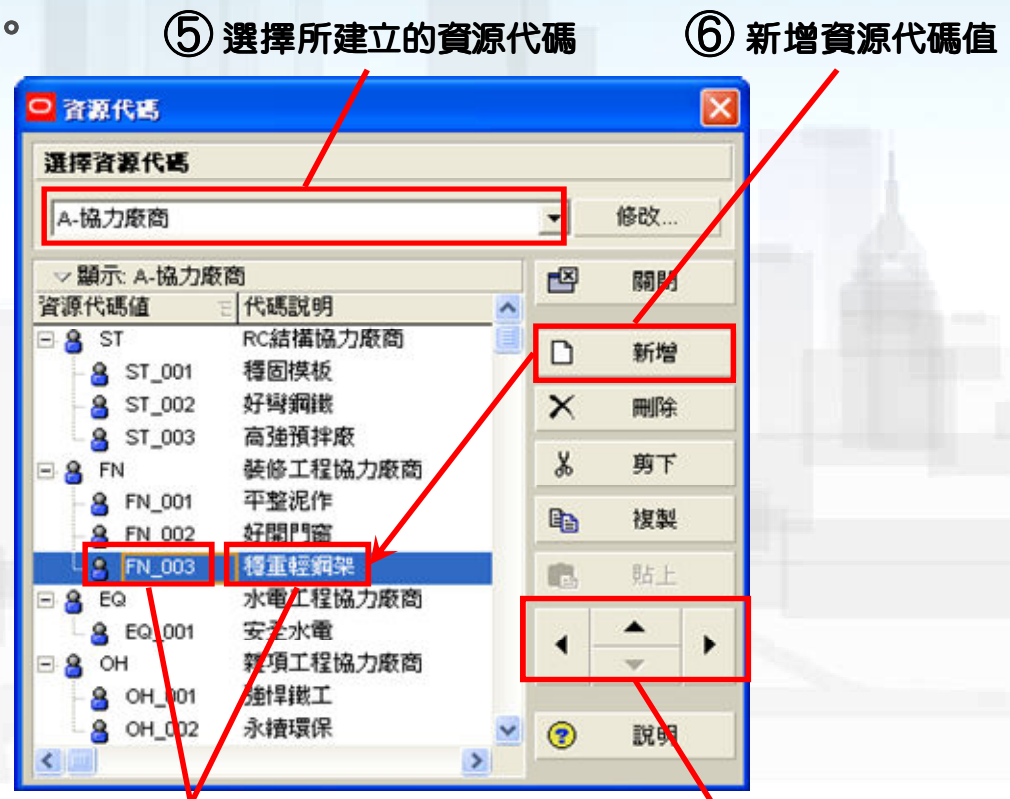 。
⑤ 選擇所建立的資源代碼
⑥ 新增資源代碼值
資源代碼
選擇資源代碼
A-協力廠商
修改...
顯示: A-協力廠商
資源代碼值 代碼說明
ST RC結構協力廠商
ST_001 穩固模板
ST_002 好彎鋼鐵
ST_003 高強預拌廠
FN 裝修工程協力廠商
FN_001 平整泥作
FN_002 好開門窗
FN_003 穩重輕鋼架
EQ 水電工程協力廠商
EQ_001 安全水電
OH 雜項工程協力廠商
OH_001 強悍鐵工
OH_002 永續環保
關閉
新增
刪除
剪下
複製
貼上
說明